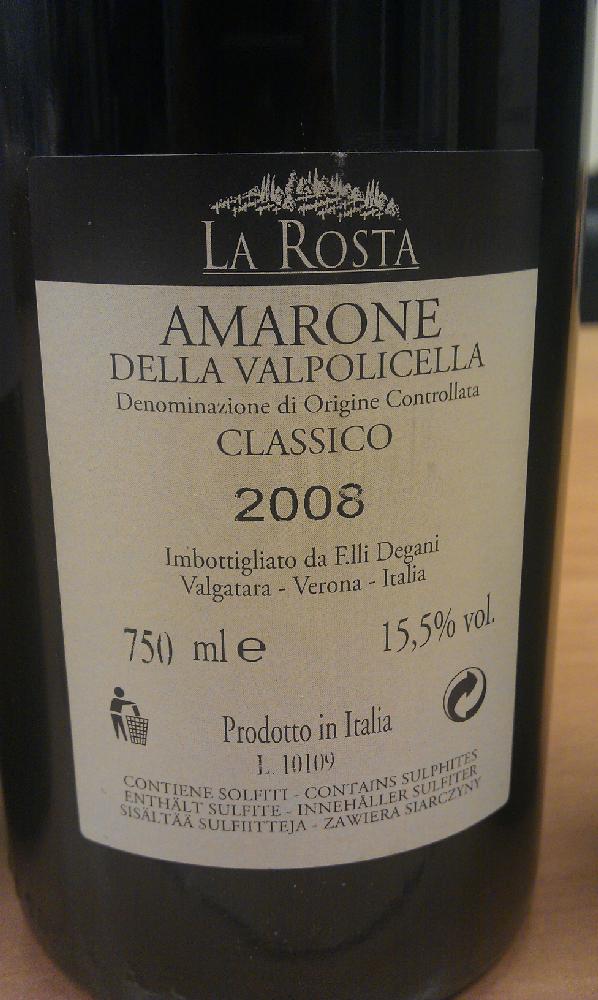 LA ROSTA
AMARONE
DELLA VALPOLICELLA
Denominazione di Origine Controllata
CLASSICO
2008
Imbottigliato da F.lli Degani
Valgatara - Verona - Italia
750 ml e 15,5% vol.
Prodotto in Italia
L. 10109
CONTIENE SOLFITI - CONTAINS SULPHITES
ENTHÄLT SULFITE - INNEHÅLLER SULFITER
SISÄLTÄÄ SULFIITTEJA - ZAWIERA SIARCZYNY